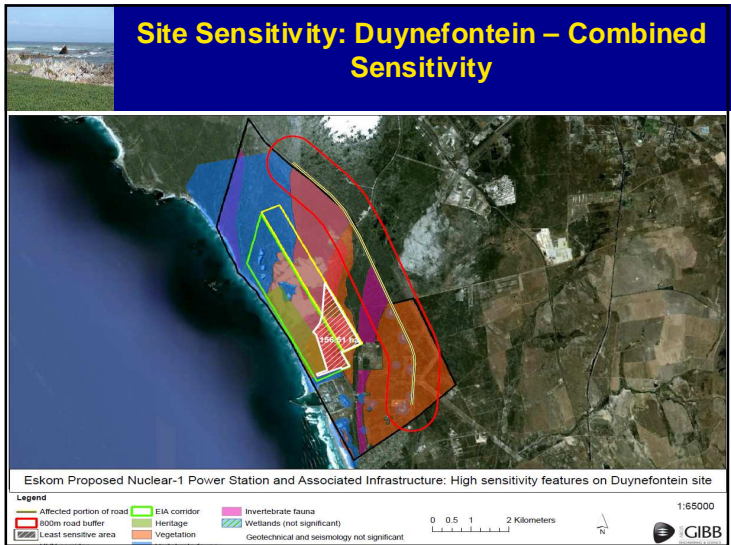 Site Sensitivity: Duynefontein – Combined
Sensitivity
156.51 ha
Eskom Proposed Nuclear-1 Power Station and Associated Infrastructure: High sensitivity features on Duynefontein site
Legend
Affected portion of road
EIA corridor
Invertebrate fauna
800m road buffer
Heritage
Wetlands (not significant)
Least sensitive area
Vegetation
Geotechnical and seismology not significant
0 0.5 1 2 Kilometers
N
1:65000
GIBB